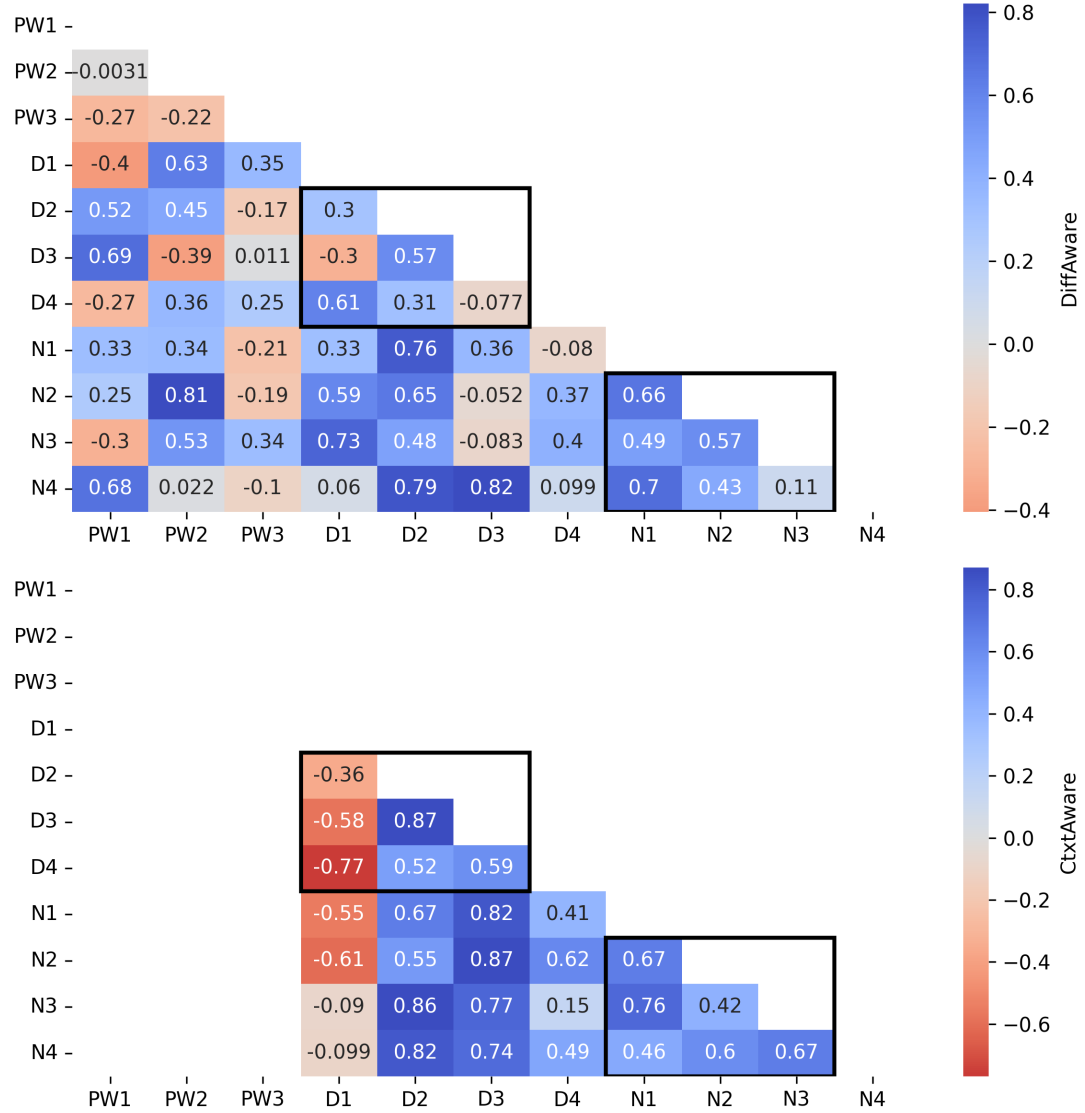 PW1
PW2 -0.0031
PW3 -0.27 -0.22
D1 -0.4 0.63 0.35
D2 0.52 0.45 -0.17 0.3
D3 0.69 -0.39 0.011 -0.3 0.57
D4 -0.27 0.36 0.25 0.61 0.31 -0.077
N1 0.33 0.34 -0.21 0.33 0.76 0.36 -0.08
N2 0.25 0.81 -0.19 0.59 0.65 -0.052 0.37 0.66
N3 -0.3 0.53 0.34 0.73 0.48 -0.083 0.4 0.49 0.57
N4 0.68 0.022 -0.1 0.06 0.79 0.82 0.099 0.7 0.43 0.11
PW1 PW2 PW3 D1 D2 D3 D4 N1 N2 N3 N4
0.8
0.6
0.4
0.2
0.0
−0.2
−0.4
DiffAware
PW1
PW2
PW3
D1
D2 -0.36
D3 -0.58 0.87
D4 -0.77 0.52 0.59
N1 -0.55 0.67 0.82 0.41
N2 -0.61 0.55 0.87 0.62 0.67
N3 -0.09 0.86 0.77 0.15 0.76 0.42
N4 -0.099 0.82 0.74 0.49 0.46 0.6 0.67
PW1 PW2 PW3 D1 D2 D3 D4 N1 N2 N3 N4
0.8
0.6
0.4
0.2
0.0
−0.2
−0.4
−0.6
CtxtAware